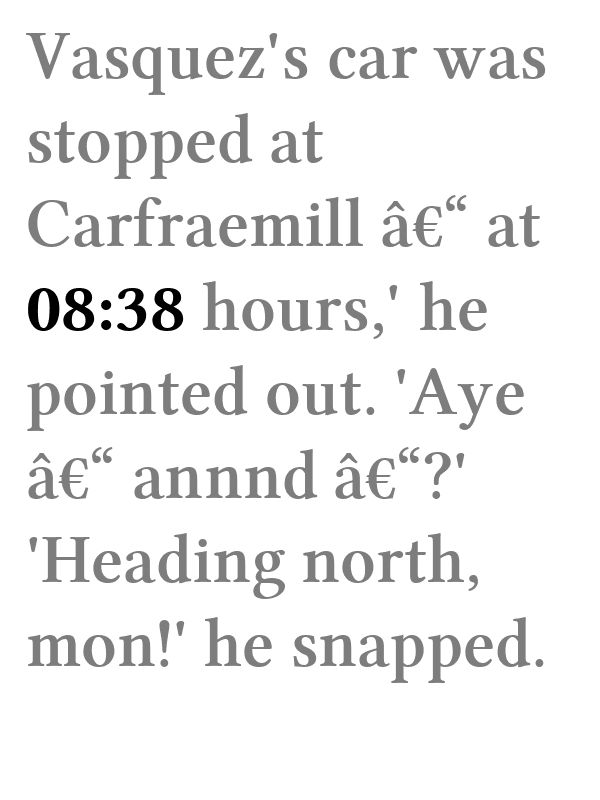 Vasquez's car was
stopped at
Carfraemill â€“ at
08:38 hours,' he
pointed out. 'Aye
â€“ annnd â€“?'
'Heading north,
mon!' he snapped.